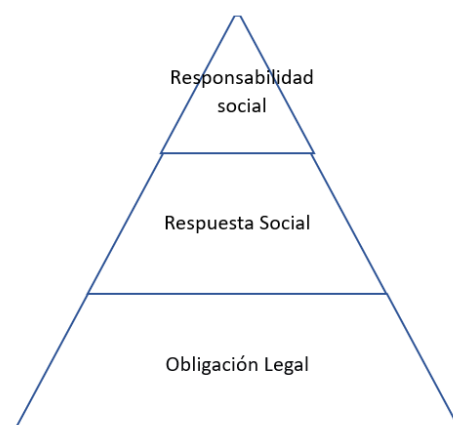 Responsabilidad
social
Respuesta Social
Obligación Legal